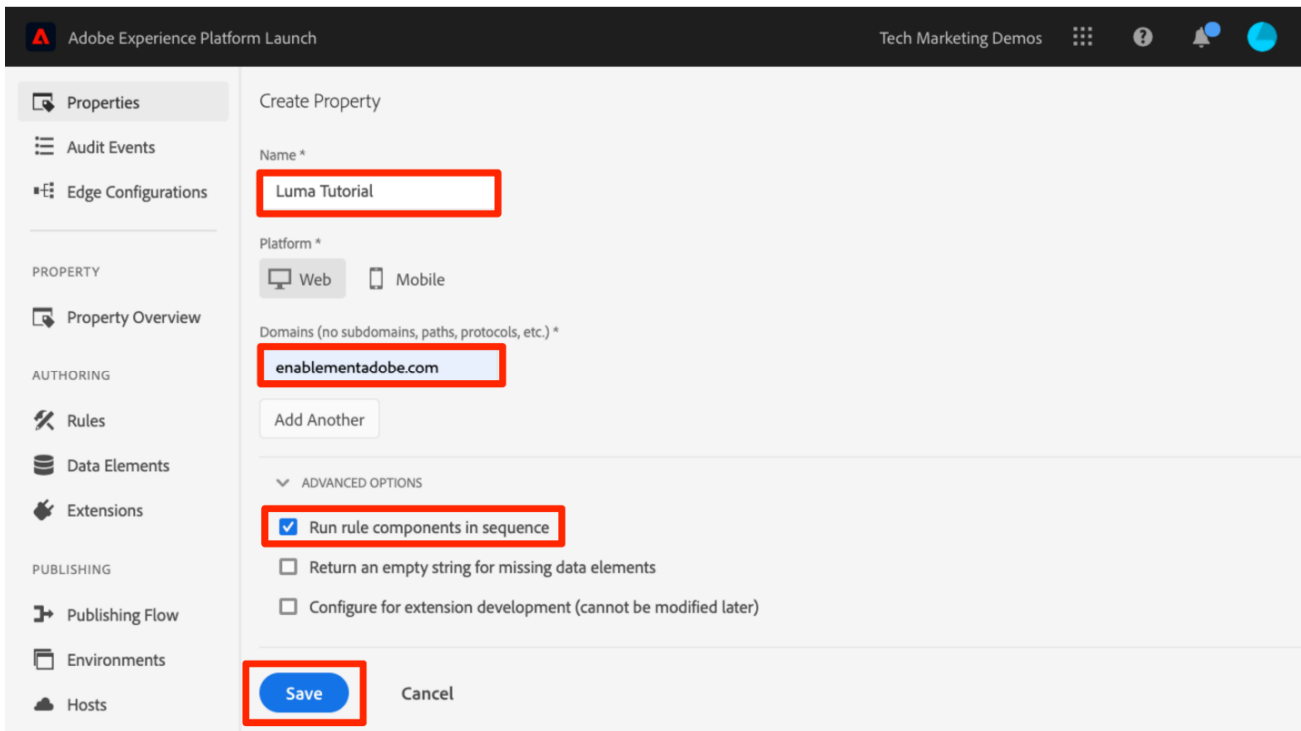 Adobe Experience Platform Launch
Tech Marketing Demos
Properties
Audit Events
Edge Configurations
PROPERTY
Property Overview
AUTHORING
Rules
Data Elements
Extensions
PUBLISHING
Publishing Flow
Environments
Hosts
Create Property
Name *
Luma Tutorial
Platform *
Web Mobile
Domains (no subdomains, paths, protocols, etc.) *
enablementadobe.com
Add Another
ADVANCED OPTIONS
Run rule components in sequence
Return an empty string for missing data elements
Configure for extension development (cannot be modified later)
Save Cancel